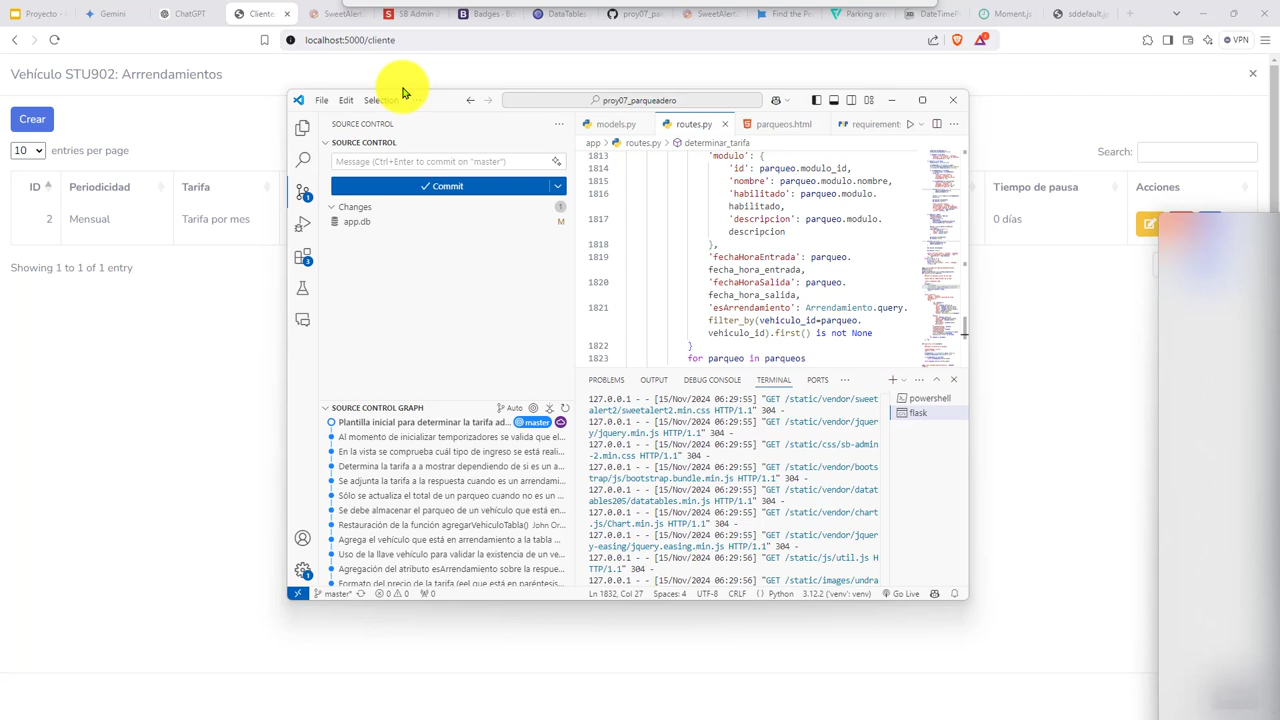 Proyecto -
Gemini
ChatGPT
Cliente.
SweetAlert
SB Admin
Badges - B
DataTables
proy07_par
SweetAlert
Find the P
Parking are
DateTimeP
Moment.js
sddefault.jp
localhost:5000/cliente
VPN
Vehículo STU902: Arrrendamientos
Crear
10 entries per page
Search:
ID Periodicidad Tarifa Tiempo de pausa Acciones
2 Mensual Tarifa por mes 0 días
Showing 1 to 1 of 1 entry
File Edit Selection
proy07_parqueadero
SOURCE CONTROL
SOURCE CONTROL
Message (Ctrl+Enter to commit on "master")
Commit
app.db
SOURCE CONTROL GRAPH Auto
Plantilla inicial para determinar la tarifa ad... master
Al momento de inicializar temporizadores se valida que el...
En la vista se comprueba cuál tipo de ingreso se está reali...
Determina la tarifa a a mostrar dependiendo de si es un a...
Se adjunta la tarifa a la respuesta cuando es un arrendami...
Sólo se actualiza el total de un parqueo cuando no es un ...
Se debe almacenar el parqueo de un vehículo que está en...
Restauración de la función agregarVehiculoTabla() John Or...
Agrega el vehículo que está en arrendamiento a la tabla ...
Uso de la llave vehículo para validar la existencia de un ve...
Agregación del atributo esArrendamiento sobre la respue...
Formato del precio de la tarifa (eel que está en paréntesis...
models.py routes.py parqueos.html requirement
app > routes.py > determinar_tarifa
1813 'modulo': {
'id': parqueo.modulo_id,
1816 'nombre': parqueo.modulo.nombre,
'habilitado': parqueo.modulo.
habilitado,
1817 'descripcion': parqueo.modulo.
descripcion
1818 },
1819 'fechaHoraEntrada': parqueo.
fecha_hora_entrada,
1820 'fechaHoraSalida': parqueo.
fecha_hora_salida,
1821 'esArrendamiento': Arrendamiento.query.
filter_by(vehiculo_id=parqueo.
vehiculo_id).first() is not None
1822 }
1823 for parqueo in parqueos
PROBLEMS OUTPUT DEBUG CONSOLE TERMINAL PORTS
powershell
flask
127.0.0.1 - - [15/Nov/2024 06:29:55] "GET /static/vendor/sweet
alert2/sweetalert2.min.css HTTP/1.1" 304 -
127.0.0.1 - - [15/Nov/2024 06:29:55] "GET /static/vendor/jquer
y/jquery.min.js HTTP/1.1" 304 -
127.0.0.1 - - [15/Nov/2024 06:29:55] "GET /static/css/sb-admin
-2.min.css HTTP/1.1" 304 -
127.0.0.1 - - [15/Nov/2024 06:29:55] "GET /static/vendor/boots
trap/js/bootstrap.bundle.min.js HTTP/1.1" 304 -
127.0.0.1 - - [15/Nov/2024 06:29:55] "GET /static/vendor/datat
ables205/datatables.min.js HTTP/1.1" 304 -
127.0.0.1 - - [15/Nov/2024 06:29:55] "GET /static/vendor/chart
.js/Chart.min.js HTTP/1.1" 304 -
127.0.0.1 - - [15/Nov/2024 06:29:55] "GET /static/vendor/jquer
y-easing/jquery.easing.min.js HTTP/1.1" 304 -
127.0.0.1 - - [15/Nov/2024 06:29:56] "GET /static/js/util.js H
TTP/1.1" 304 -
127.0.0.1 - - [15/Nov/2024 06:29:56] "GET /static/images/undra
master* 0 0 0
Ln 1832, Col 27 Spaces: 4 UTF-8 CRLF Python 3.12.2 ('venv': venv) Go Live